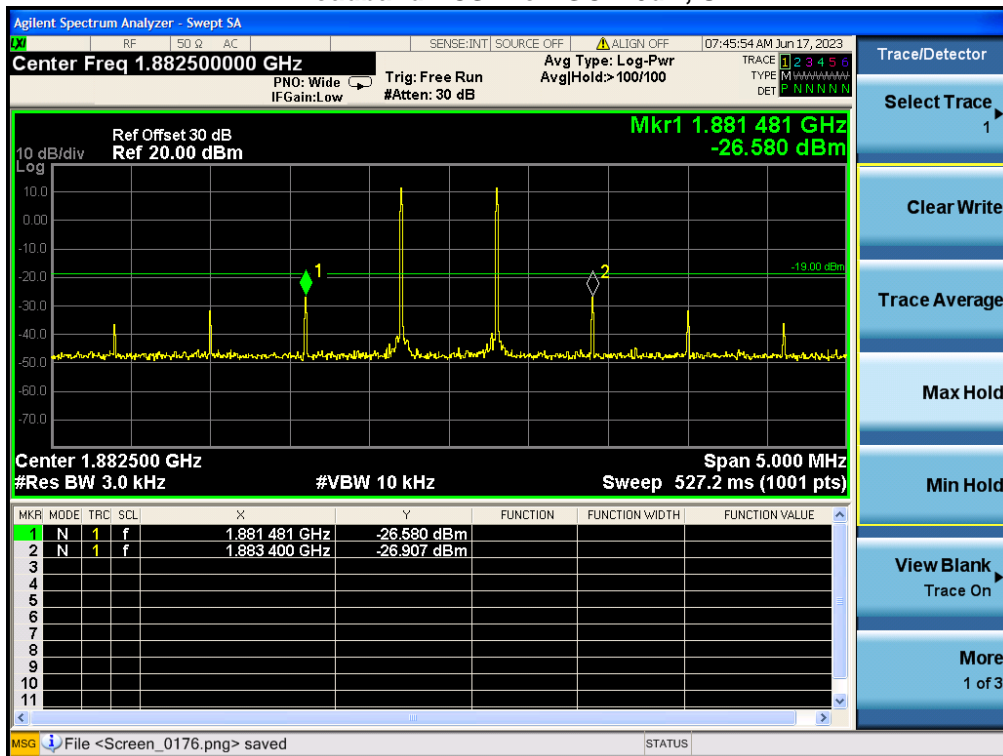 Agilent Spectrum Analyzer - Swept SA
LXI RF 50 Ω AC SENSE:INT SOURCE OFF ALIGN OFF 07:45:54 AM Jun 17, 2023
Center Freq 1.882500000 GHz
PNO: Wide
IFGain:Low
Trig: Free Run
#Atten: 30 dB
Avg Type: Log-Pwr
Avg|Hold:>100/100
TRACE 1 2 3 4 5 6
TYPE M
DET P N N N N N
Mkr1 1.881 481 GHz
-26.580 dBm
Ref Offset 30 dB
10 dB/div Ref 20.00 dBm
Log
10.0
0.00
-10.0
-20.0
-30.0
-40.0
-50.0
-60.0
-70.0
1
2
-19.00 dBm
Center 1.882500 GHz Span 5.000 MHz
#Res BW 3.0 kHz #VBW 10 kHz Sweep 527.2 ms (1001 pts)
MKR MODE TRC SCL X Y FUNCTION FUNCTION WIDTH FUNCTION VALUE
1 N 1 f 1.881 481 GHz -26.580 dBm
2 N 1 f 1.883 400 GHz -26.907 dBm
3
4
5
6
7
8
9
10
11
MSG File <Screen_0176.png> saved STATUS
Trace/Detector
Select Trace
1
Clear Write
Trace Average
Max Hold
Min Hold
View Blank
Trace On
More
1 of 3